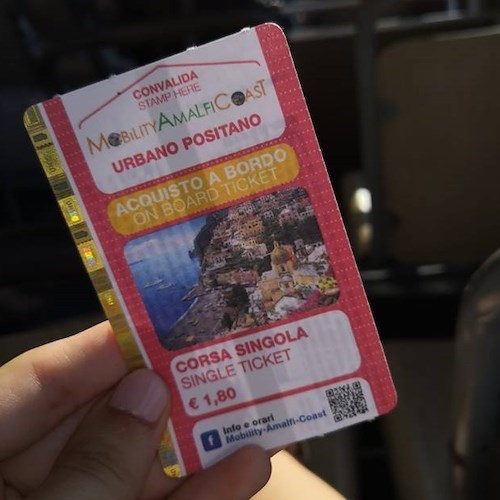 CONVALIDA
STAMP HERE
MOBILITYAMALFICOAST
URBANO POSITANO
ACQUISTO A BORDO
ON BOARD TICKET
CORSA SINGOLA
SINGLE TICKET
€ 1,80
f Info e orari
Mobility-Amalfi-Coast